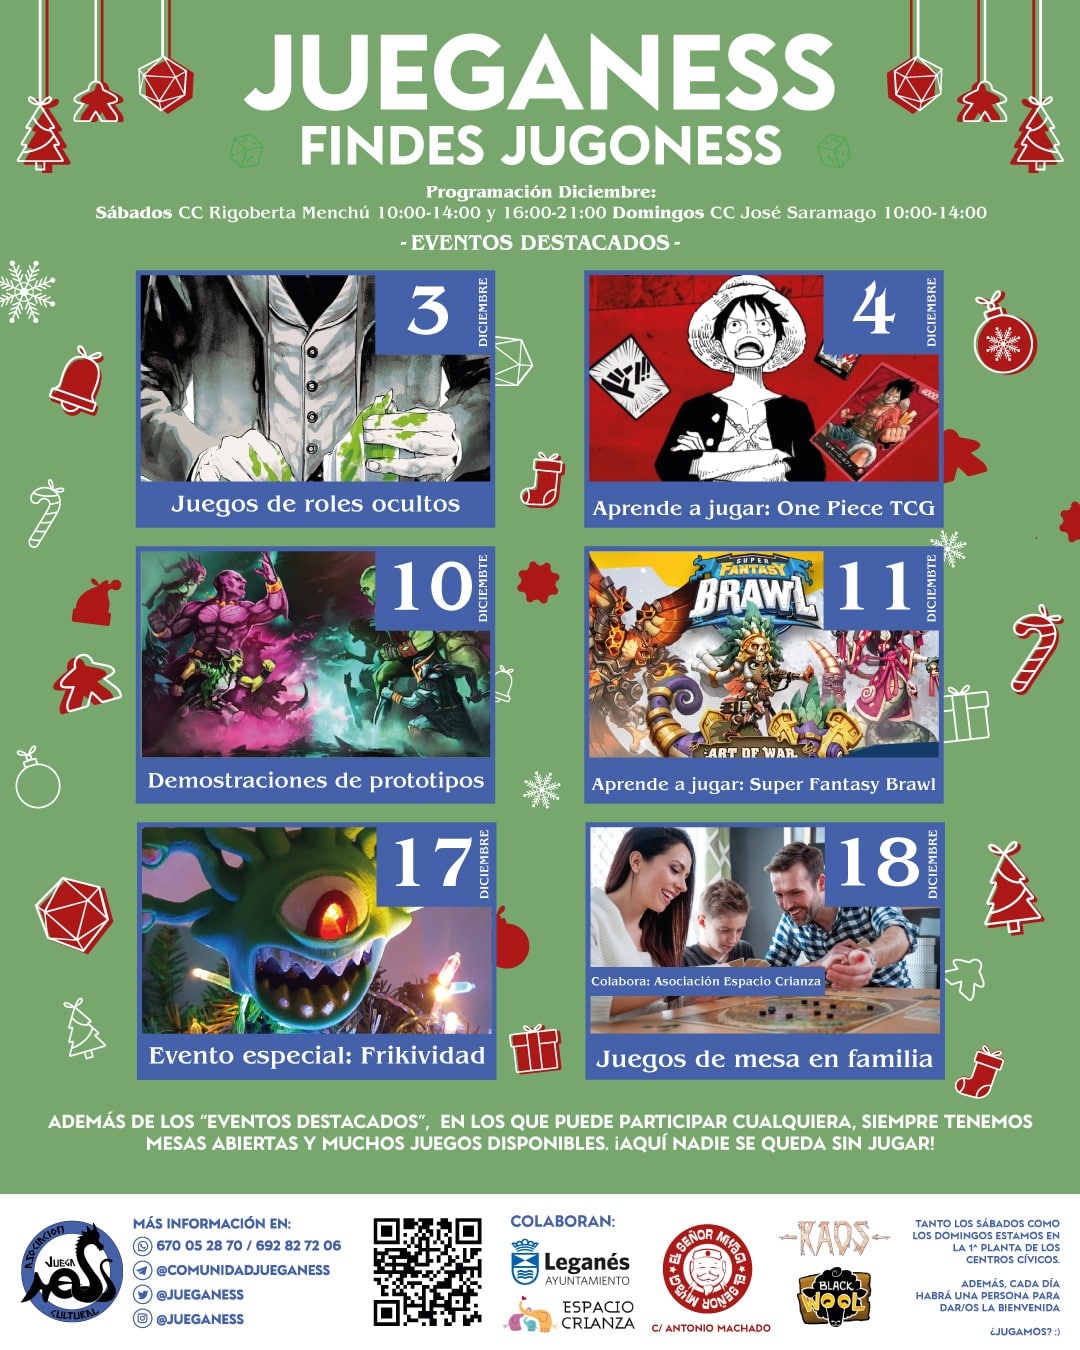 JUEGANESS
FINDES JUGONESS
Programación Diciembre:
Sábados CC Rigoberta Menchú 10:00-14:00 y 16:00-21:00 Domingos CC José Saramago 10:00-14:00
- EVENTOS DESTACADOS -
3
DICIEMBRE
Juegos de roles ocultos
4
DICIEMBRE
4000
Aprende a jugar: One Piece TCG
10
DICIEMBTE
Demostraciones de prototipos
11
DICIEMBTE
SUPER
FANTASY
BRAWL
ART OF WAR
Aprende a jugar: Super Fantasy Brawl
17
DICIEMBRE
Evento especial: Frikividad
18
DICIEMBRE
Colabora: Asociación Espacio Crianza
Juegos de mesa en familia
ADEMÁS DE LOS “EVENTOS DESTACADOS”, EN LOS QUE PUEDE PARTICIPAR CUALQUIERA, SIEMPRE TENEMOS
MESAS ABIERTAS Y MUCHOS JUEGOS DISPONIBLES. ¡AQUÍ NADIE SE QUEDA SIN JUGAR!
ASOCIACION
JUEGA
NESS
CULTURAL
MÁS INFORMACIÓN EN:
670 05 28 70 / 692 82 72 06
@COMUNIDADJUEGANESS
@JUEGANESS
@JUEGANESS
COLABORAN:
Leganés
AYUNTAMIENTO
ESPACIO
CRIANZA
EL SEÑOR MIYAGI
EL SEÑOR MIYAGI
C/ ANTONIO MACHADO
KAOS
BLACK
WOOL
TANTO LOS SÁBADOS COMO
LOS DOMINGOS ESTAMOS EN
LA 1ª PLANTA DE LOS
CENTROS CÍVICOS.
ADEMÁS, CADA DÍA
HABRÁ UNA PERSONA PARA
DAR/OS LA BIENVENIDA
¿JUGAMOS? :)